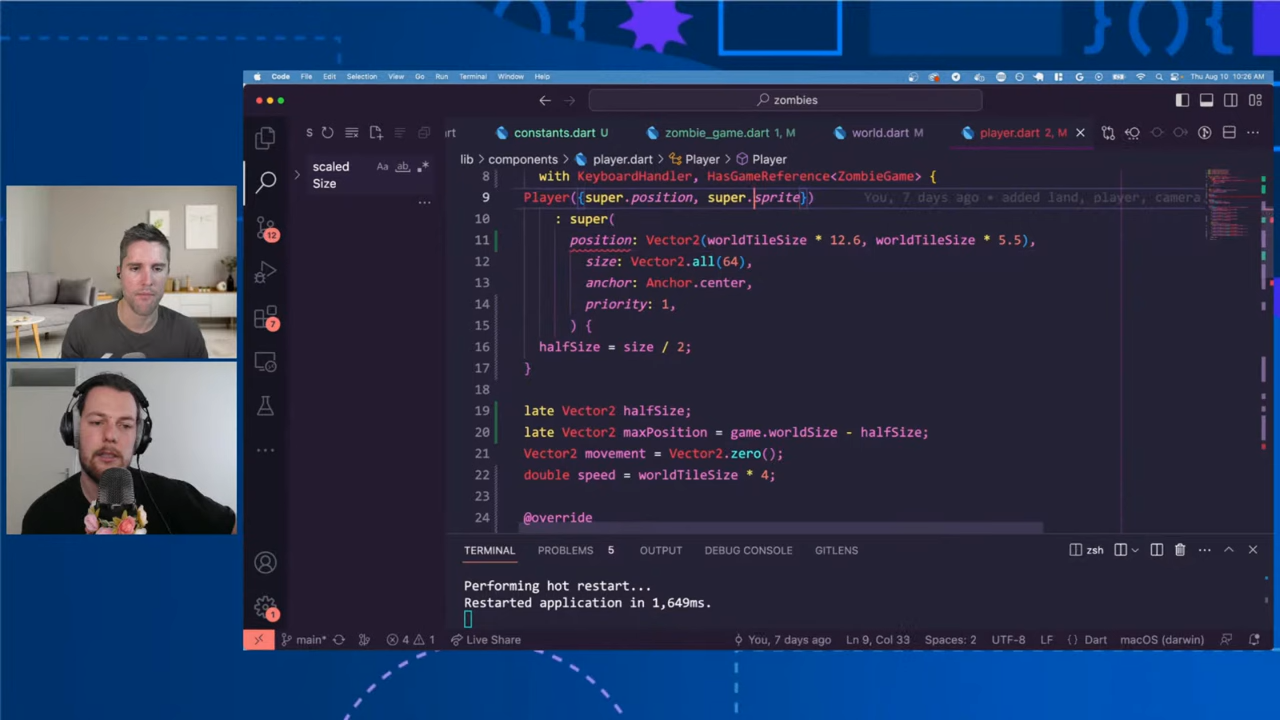 Code File Edit Selection View Go Run Terminal Window Help Thu Aug 10 10:26 AM
zombies
S constants.dart U zombie_game.dart 1, M world.dart M player.dart 2, M
lib > components > player.dart > Player > Player
scaled
Size
Aa ab
8 with KeyboardHandler, HasGameReference<ZombieGame> {
9 Player({super.position, super.sprite}) You, 7 days ago • added land, player, camera,
10 : super(
11 position: Vector2(worldTileSize * 12.6, worldTileSize * 5.5),
12 size: Vector2.all(64),
13 anchor: Anchor.center,
14 priority: 1,
15 ) {
16 halfSize = size / 2;
17 }
18
19 late Vector2 halfSize;
20 late Vector2 maxPosition = game.worldSize - halfSize;
21 Vector2 movement = Vector2.zero();
22 double speed = worldTileSize * 4;
23
24 @override
12
7
1
TERMINAL PROBLEMS 5 OUTPUT DEBUG CONSOLE GITLENS zsh
Performing hot restart...
Restarted application in 1,649ms.
main* 4 1 Live Share You, 7 days ago Ln 9, Col 33 Spaces: 2 UTF-8 LF { } Dart macOS (darwin)